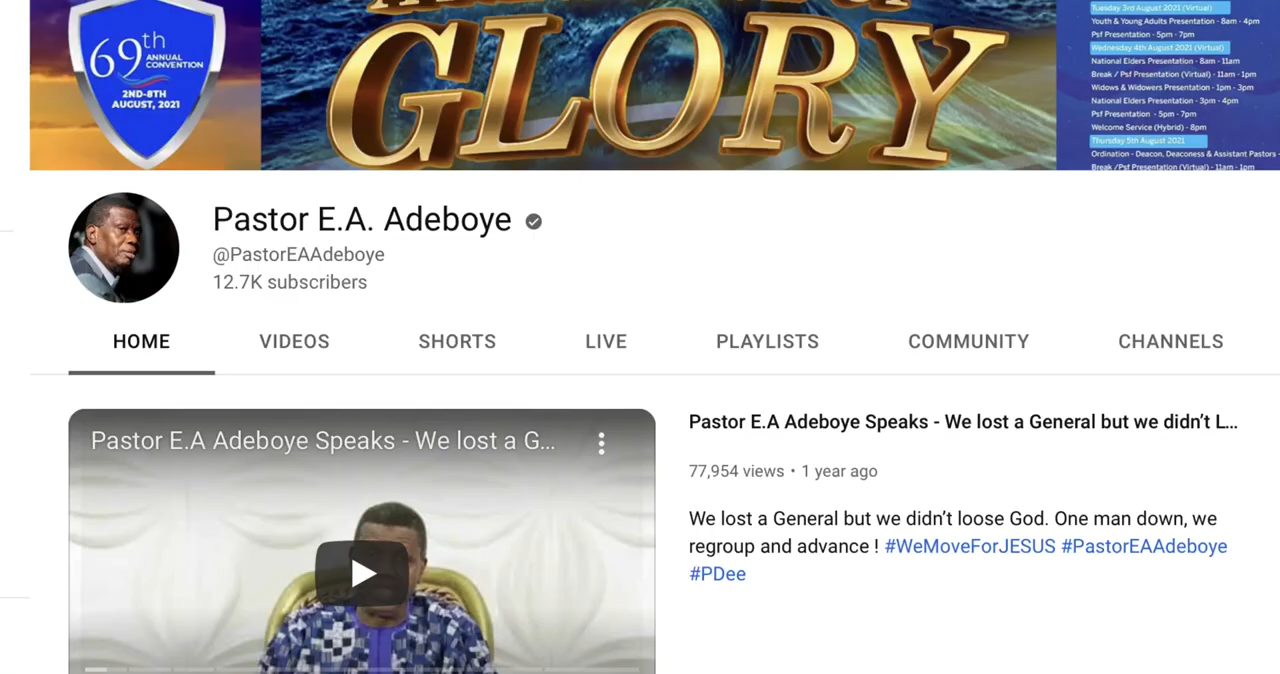 69th
ANNUAL
CONVENTION
2ND-8TH
AUGUST, 2021
GLORY
Tuesday 3rd August 2021 (Virtual)
Youth & Young Adults Presentation - 8am - 4pm
Psf Presentation - 5pm - 7pm
Wednesday 4th August 2021 (Virtual)
National Elders Presentation - 8am - 11am
Break / Psf Presentation (Virtual) - 11am - 1pm
Widows & Widowers Presentation - 1pm - 3pm
National Elders Presentation - 3pm - 4pm
Psf Presentation - 5pm - 7pm
Welcome Service (Hybrid) - 8pm
Thursday 5th August 2021
Ordination - Deacon, Deaconess & Assistant Pastors -
Break /Psf Presentation (Virtual) - 11am - 1pm
Pastor E.A. Adeboye
@PastorEAAdeboye
12.7K subscribers
HOME VIDEOS SHORTS LIVE PLAYLISTS COMMUNITY CHANNELS
Pastor E.A Adeboye Speaks - We lost a G...
Pastor E.A Adeboye Speaks - We lost a General but we didn’t L...
77,954 views • 1 year ago
We lost a General but we didn’t loose God. One man down, we
regroup and advance ! #WeMoveForJESUS #PastorEAAdeboye
#PDee